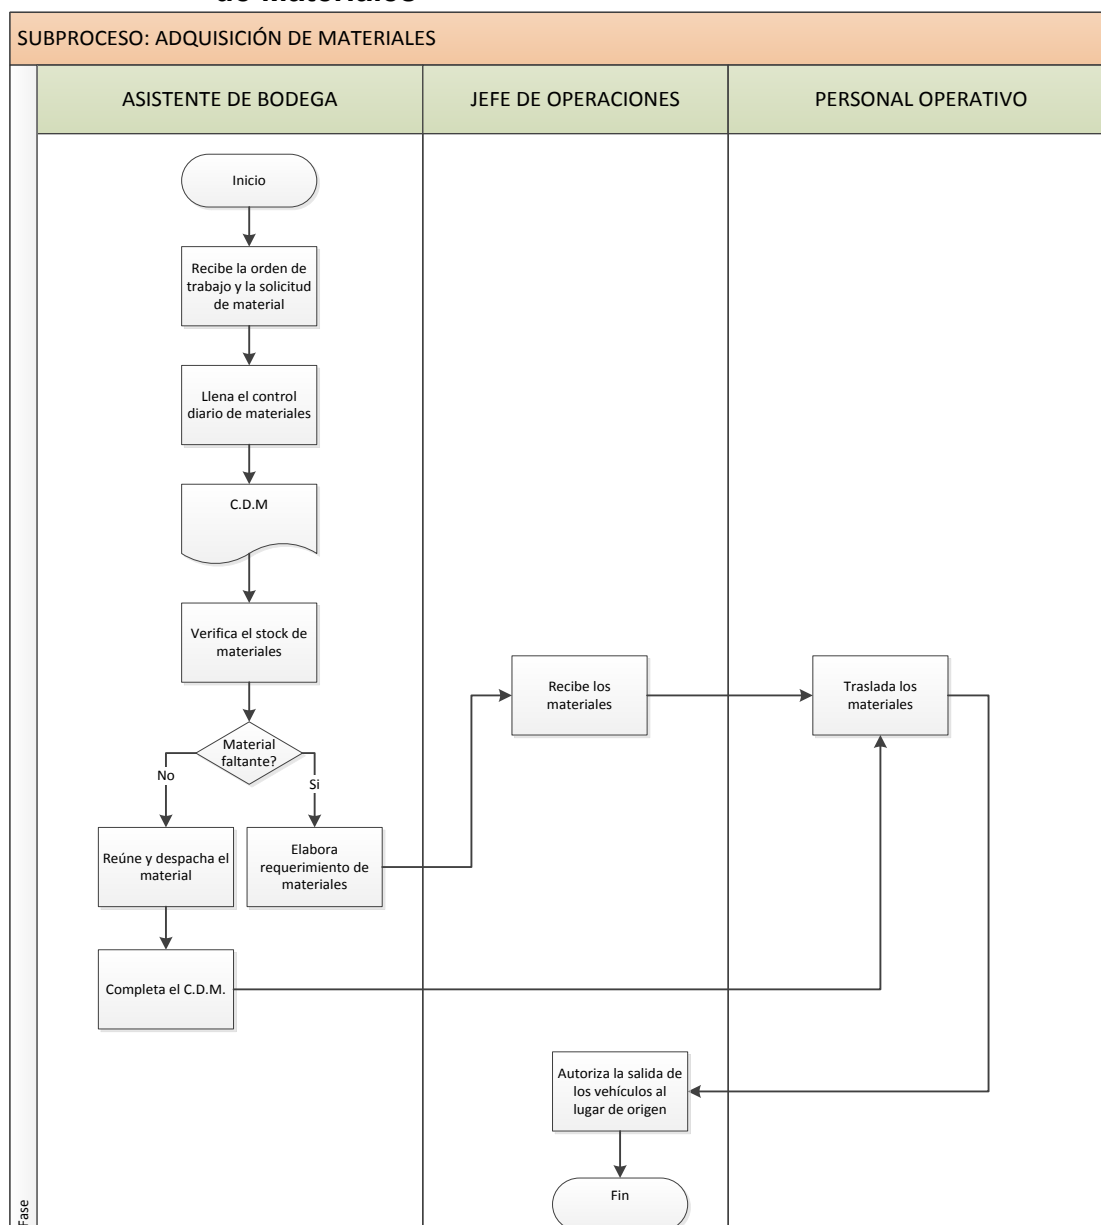 de materiales
SUBPROCESO: ADQUISICIÓN DE MATERIALES
ASISTENTE DE BODEGA
JEFE DE OPERACIONES
PERSONAL OPERATIVO
Inicio
Recibe la orden de
trabajo y la solicitud
de material
Llena el control
diario de materiales
C.D.M
Verifica el stock de
materiales
Recibe los
materiales
Traslada los
materiales
Material
faltante?
No
Si
Reúne y despacha el
material
Elabora
requerimiento de
materiales
Completa el C.D.M.
Autoriza la salida de
los vehículos al
lugar de origen
Fin
Fase